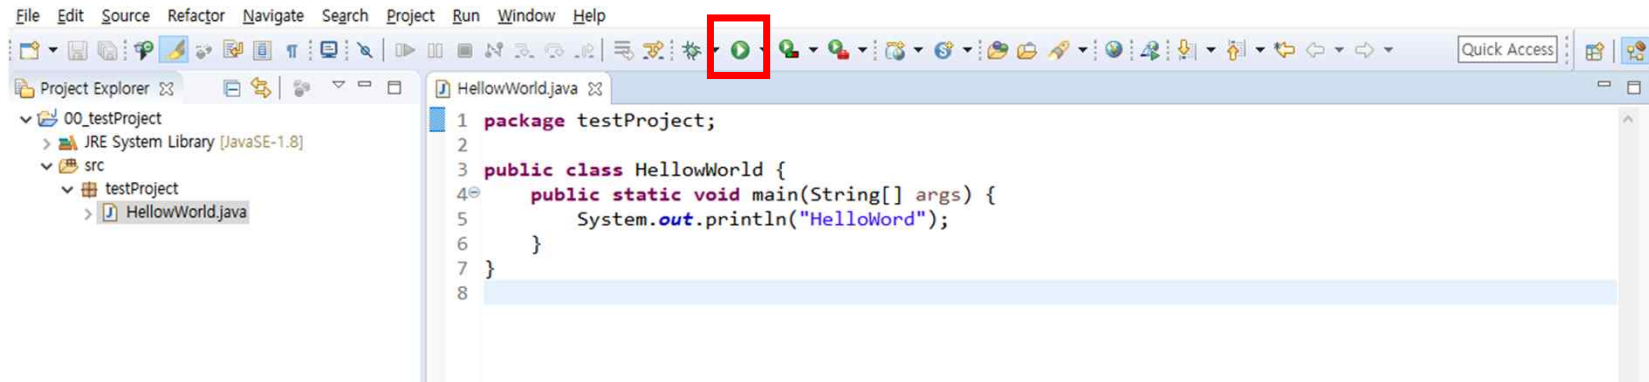 File Edit Source Refactor Navigate Search Project Run Window Help
Quick Access
Project Explorer
00_testProject
JRE System Library [JavaSE-1.8]
src
testProject
HellowWorld.java
HellowWorld.java
1 package testProject;
2
3 public class HellowWorld {
4 public static void main(String[] args) {
5 System.out.println("HelloWord");
6 }
7 }
8